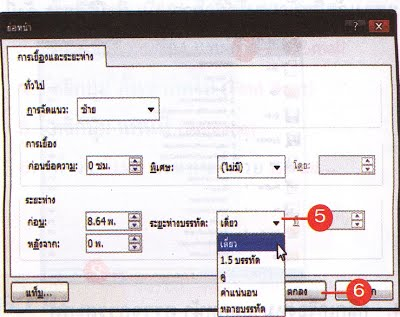 ย่อหน้า
การเยื้องและระยะห่าง
ทั่วไป
การจัดแนว: ซ้าย
การเยื้อง
ก่อนข้อความ: 0 ซม. พิเศษ: (ไม่มี) โดย:
ระยะห่าง
ก่อน: 8.64 พ. ระยะห่างบรรทัด: เดี่ยว 5 ที่
หลังจาก: 0 พ. เดี่ยว
1.5 บรรทัด
คู่
แท็บ... ค่าแน่นอน ตกลง 6
หลายบรรทัด